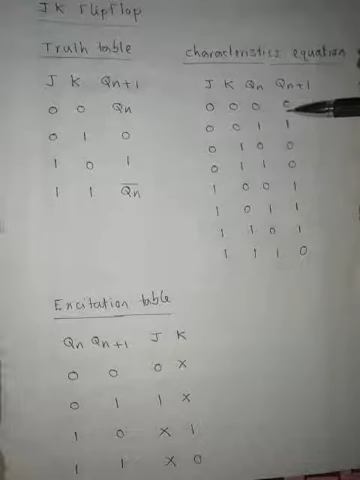 JK Flipflop
Truth table
J K Qn+1
0 0 Qn
0 1 0
1 0 1
1 1 Q̅n
characteristics equation
J K Qn Qn+1
0 0 0 0
0 0 1 1
0 1 0 0
0 1 1 0
1 0 0 1
1 0 1 1
1 1 0 1
1 1 1 0
Excitation table
Qn Qn+1 J K
0 0 0 X
0 1 1 X
1 0 X 1
1 1 X 0